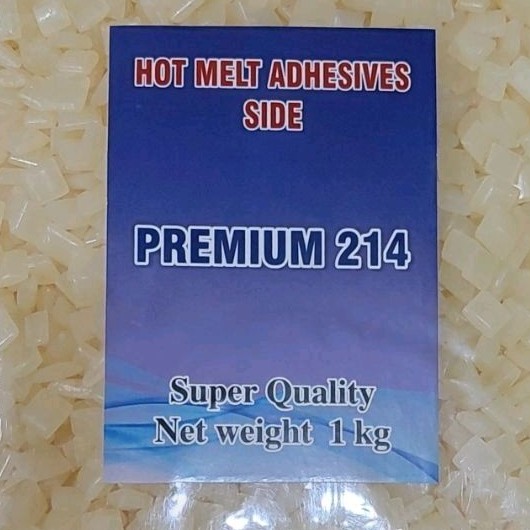 HOT MELT ADHESIVES
SIDE
PREMIUM 214
Super Quality
Net weight 1 kg